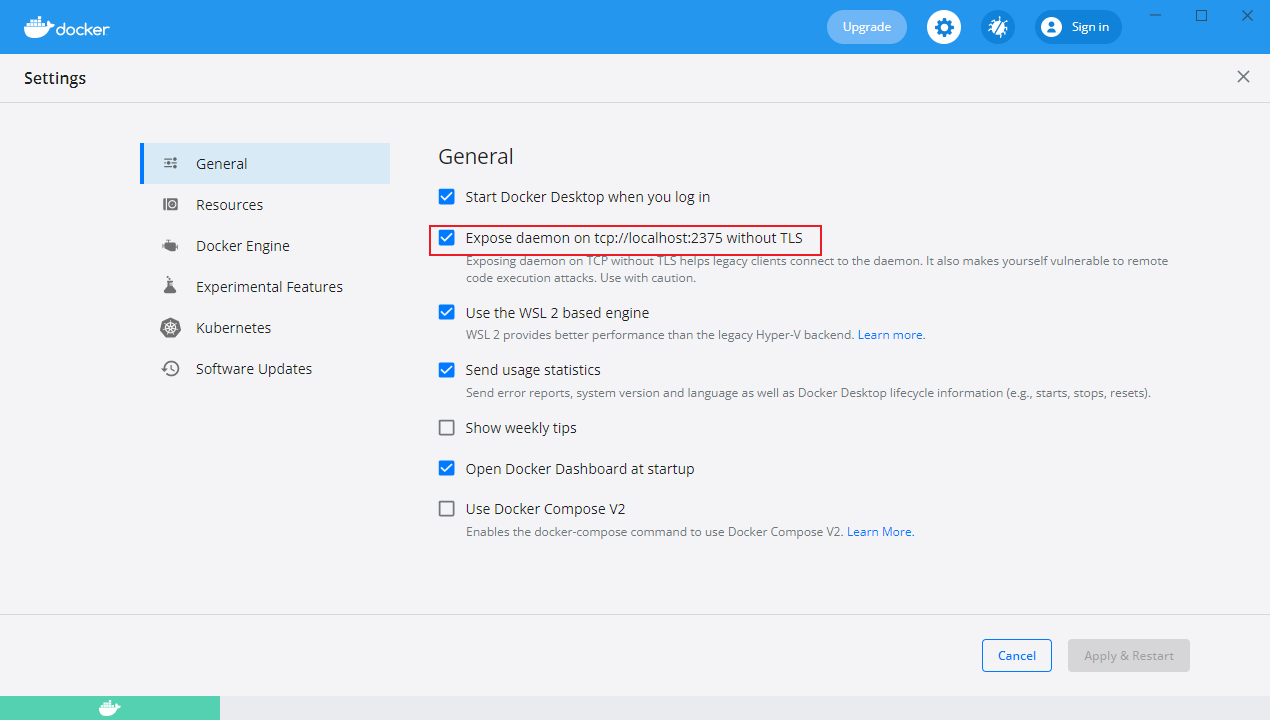 docker
Upgrade
Sign in
Settings
General
Resources
Docker Engine
Experimental Features
Kubernetes
Software Updates
General
Start Docker Desktop when you log in
Expose daemon on tcp://localhost:2375 without TLS
Exposing daemon on TCP without TLS helps legacy clients connect to the daemon. It also makes yourself vulnerable to remote
code execution attacks. Use with caution.
Use the WSL 2 based engine
WSL 2 provides better performance than the legacy Hyper-V backend. Learn more.
Send usage statistics
Send error reports, system version and language as well as Docker Desktop lifecycle information (e.g., starts, stops, resets).
Show weekly tips
Open Docker Dashboard at startup
Use Docker Compose V2
Enables the docker-compose command to use Docker Compose V2. Learn More.
Cancel
Apply & Restart